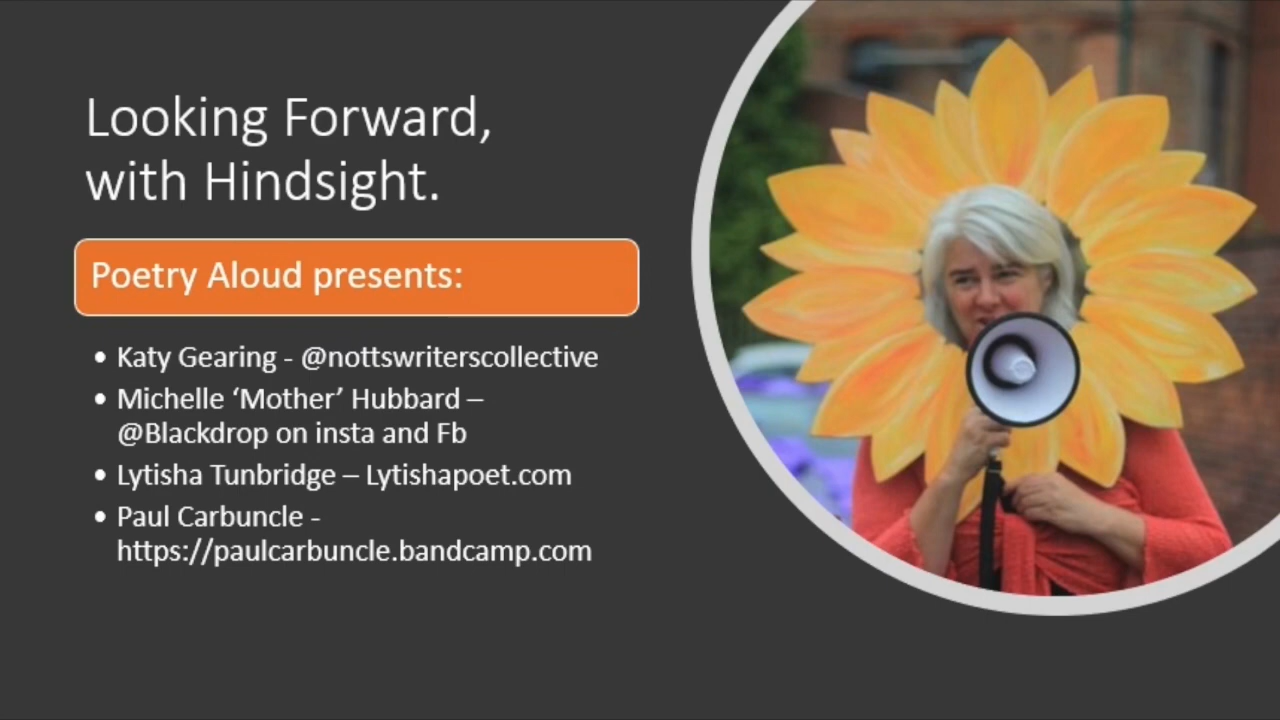 Looking Forward,
with Hindsight.
Poetry Aloud presents:
• Katy Gearing - @nottswriterscollective
• Michelle ‘Mother’ Hubbard –
@Blackdrop on insta and Fb
• Lytisha Tunbridge – Lytishapoet.com
• Paul Carbuncle -
https://paulcarbuncle.bandcamp.com